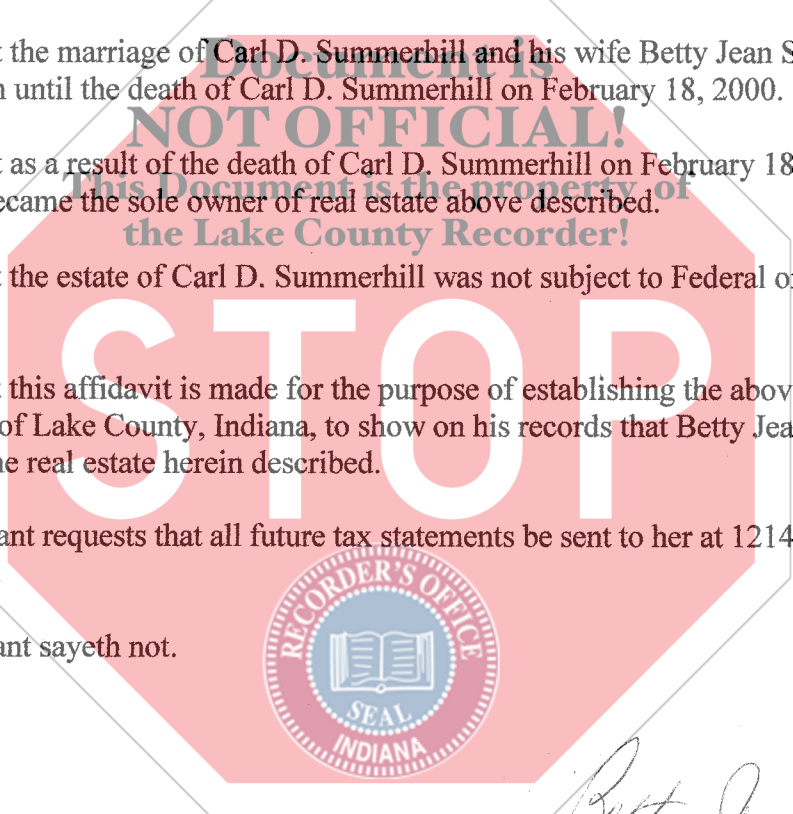 t the marriage of Carl D. Summerhill and his wife Betty Jean S
n until the death of Carl D. Summerhill on February 18, 2000.
Document is
NOT OFFICIAL!
This Document is the property of
the Lake County Recorder!
t as a result of the death of Carl D. Summerhill on February 18
ecame the sole owner of real estate above described.
t the estate of Carl D. Summerhill was not subject to Federal o
STOP
t this affidavit is made for the purpose of establishing the abov
of Lake County, Indiana, to show on his records that Betty Jea
e real estate herein described.
ant requests that all future tax statements be sent to her at 1214
ant sayeth not.
RECORDER'S OFFICE
SEAL
INDIANA